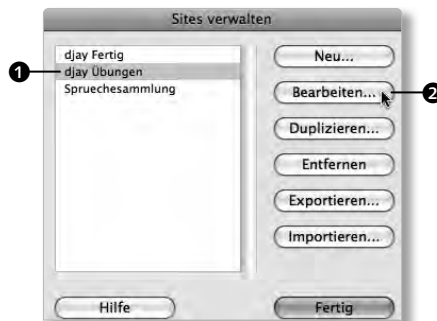 Sites verwalten
djay Fertig
djay Übungen
Spruechesammlung
Neu...
Bearbeiten...
Duplizieren...
Entfernen
Exportieren...
Importieren...
Hilfe
Fertig
1
2